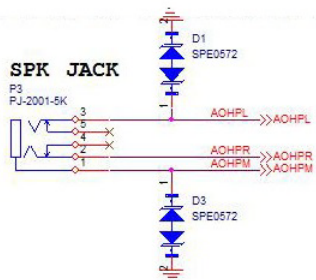 2
D1
SPE0572
SPK JACK
P3
PJ-2001-5K
1
3
5
4
2
1
AOHPL
AOHPL
AOHPR
AOHPR
AOHPM
AOHPM
1
D3
SPE0572
2